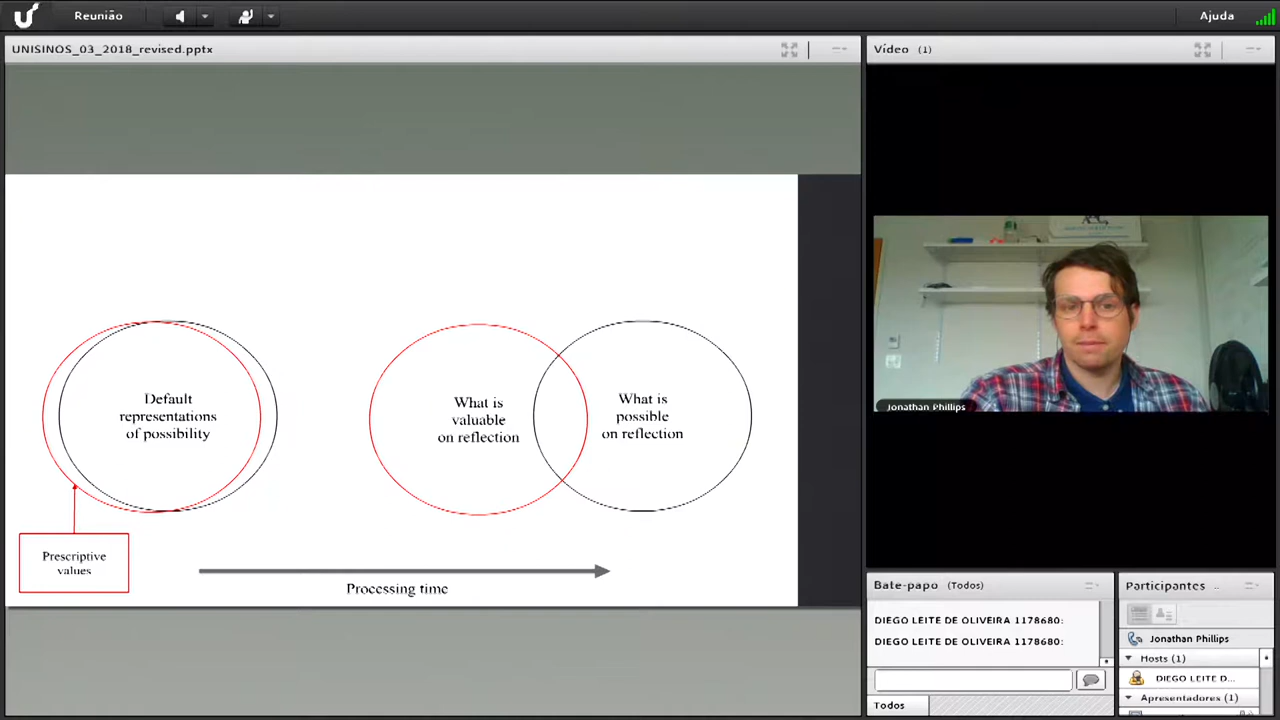 Reunião
Ajuda
UNISINOS_03_2018_revised.pptx
Vídeo (1)
Default
representations
of possibility
What is
valuable
on reflection
What is
possible
on reflection
Prescriptive
values
Processing time
Jonathan Phillips
Bate-papo (Todos)
DIEGO LEITE DE OLIVEIRA 1178680:
DIEGO LEITE DE OLIVEIRA 1178680:
Todos
Participantes ..
Jonathan Phillips
Hosts (1)
DIEGO LEITE D...
Apresentadores (1)